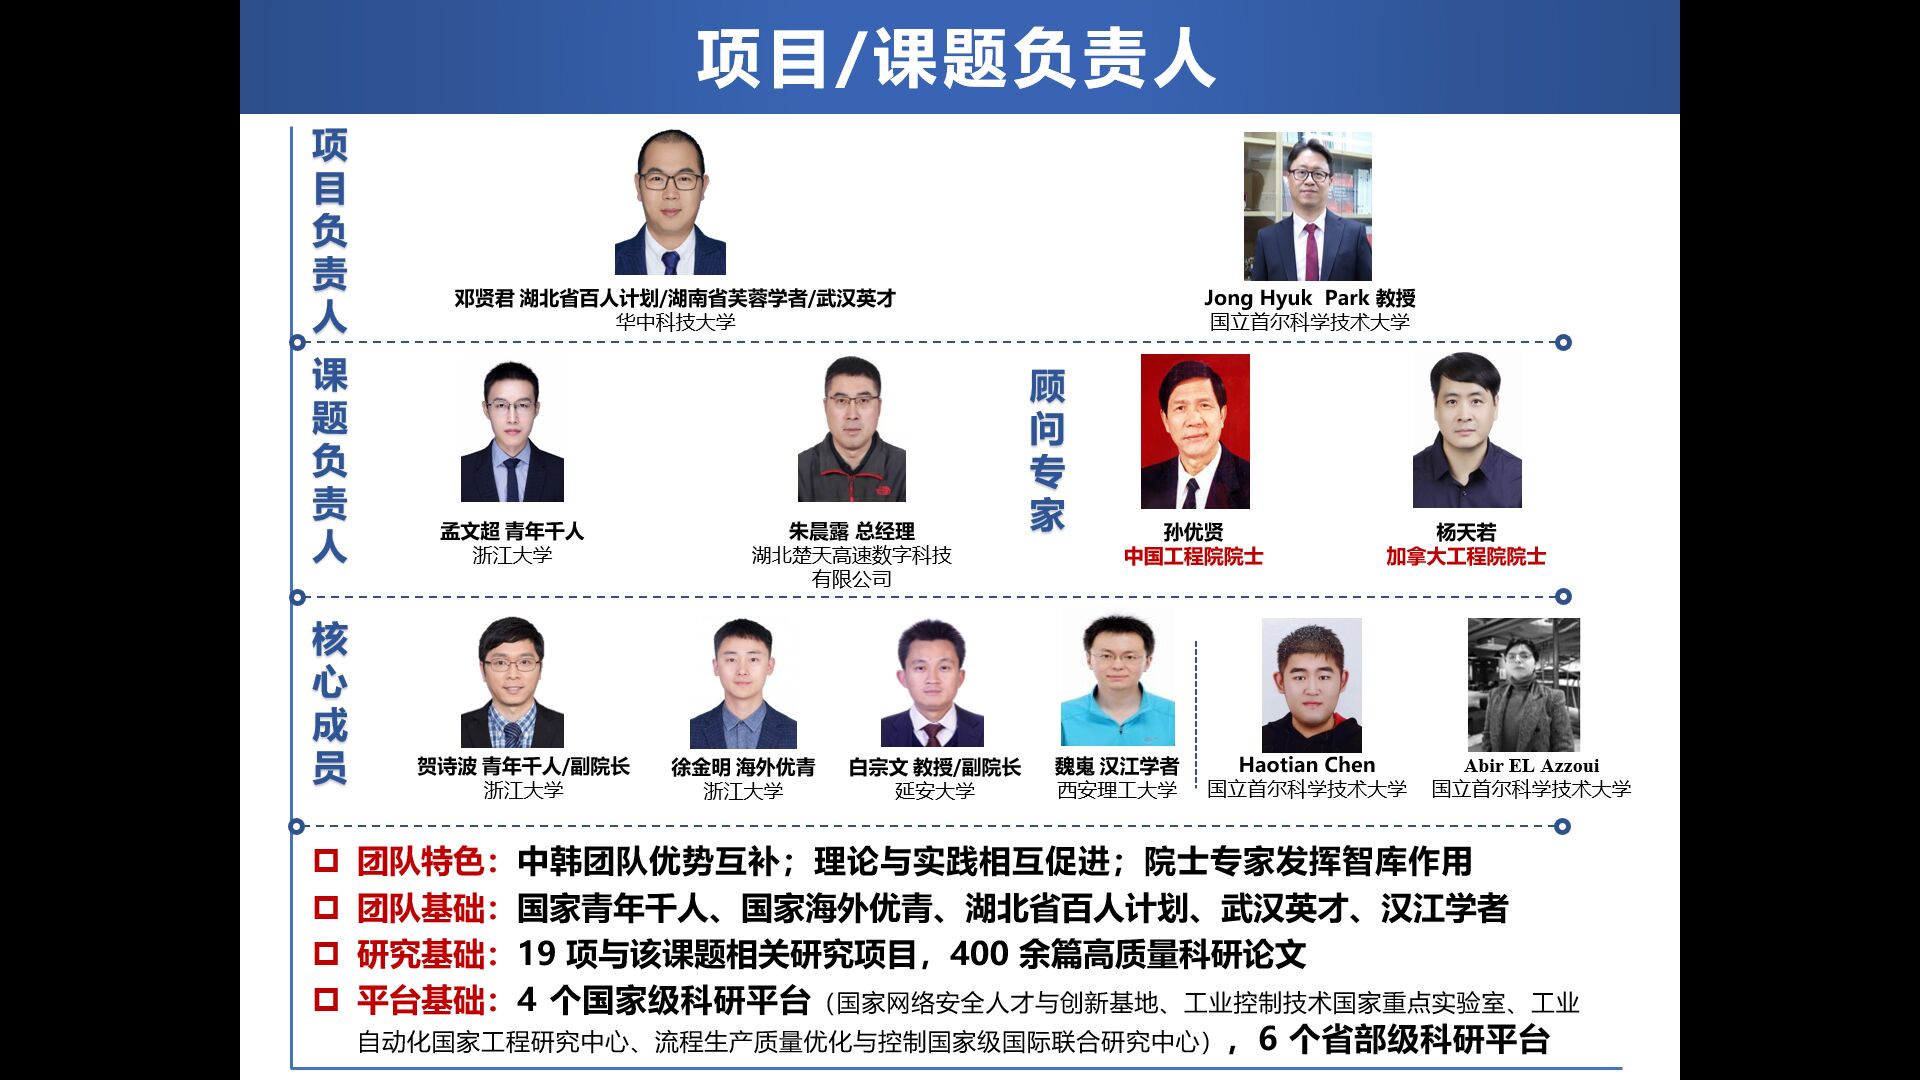 项目/课题负责人
项目负责人
邓贤君 湖北省百人计划/湖南省芙蓉学者/武汉英才
华中科技大学
Jong Hyuk  Park 教授
国立首尔科学技术大学
课题负责人
孟文超 青年千人
浙江大学
朱晨露 总经理
湖北楚天高速数字科技
有限公司
顾问专家
孙优贤
中国工程院院士
杨天若
加拿大工程院院士
核心成员
贺诗波 青年千人/副院长
浙江大学
徐金明 海外优青
浙江大学
白宗文 教授/副院长
延安大学
魏嵬 汉江学者
西安理工大学
Haotian Chen
国立首尔科学技术大学
Abir EL Azzoui
国立首尔科学技术大学
团队特色：中韩团队优势互补；理论与实践相互促进；院士专家发挥智库作用
团队基础：国家青年千人、国家海外优青、湖北省百人计划、武汉英才、汉江学者
研究基础：19 项与该课题相关研究项目，400 余篇高质量科研论文
平台基础：4 个国家级科研平台（国家网络安全人才与创新基地、工业控制技术国家重点实验室、工业
自动化国家工程研究中心、流程生产质量优化与控制国家级国际联合研究中心），6 个省部级科研平台